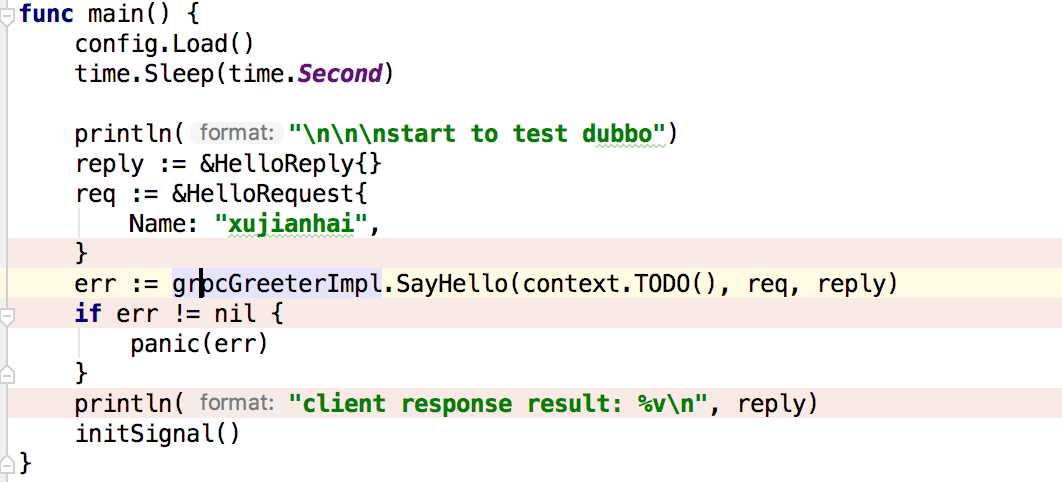 func main() {
    config.Load()
    time.Sleep(time.Second)

    println( format: "\n\n\nstart to test dubbo")
    reply := &HelloReply{}
    req := &HelloRequest{
        Name: "xujianhai",
    }
    err := grpcGreeterImpl.SayHello(context.TODO(), req, reply)
    if err != nil {
        panic(err)
    }
    println( format: "client response result: %v\n", reply)
    initSignal()
}